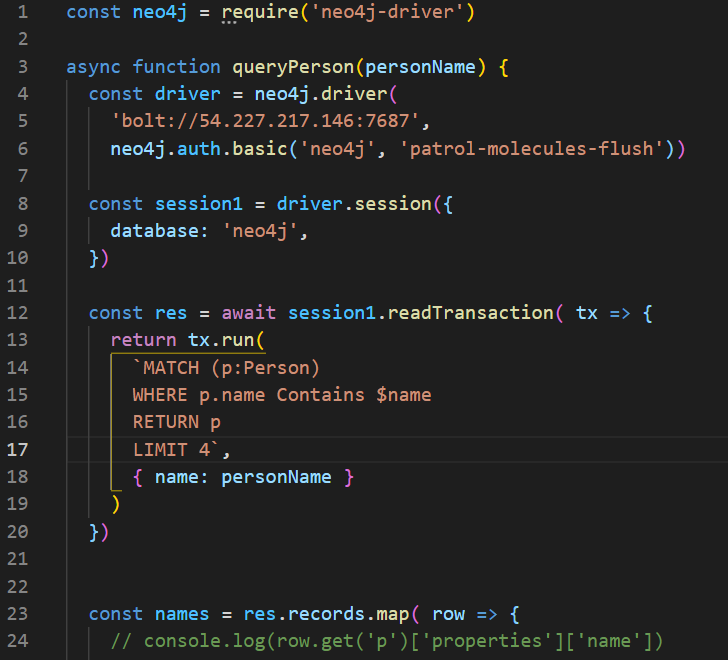 1 const neo4j = require('neo4j-driver')
2
3 async function queryPerson(personName) {
4 const driver = neo4j.driver(
5 'bolt://54.227.217.146:7687',
6 neo4j.auth.basic('neo4j', 'patrol-molecules-flush'))
7
8 const session1 = driver.session({
9 database: 'neo4j',
10 })
11
12 const res = await session1.readTransaction( tx => {
13 return tx.run(
14 `MATCH (p:Person)
15 WHERE p.name Contains $name
16 RETURN p
17 LIMIT 4`,
18 { name: personName }
19 )
20 })
21
22
23 const names = res.records.map( row => {
24 // console.log(row.get('p')['properties']['name'])